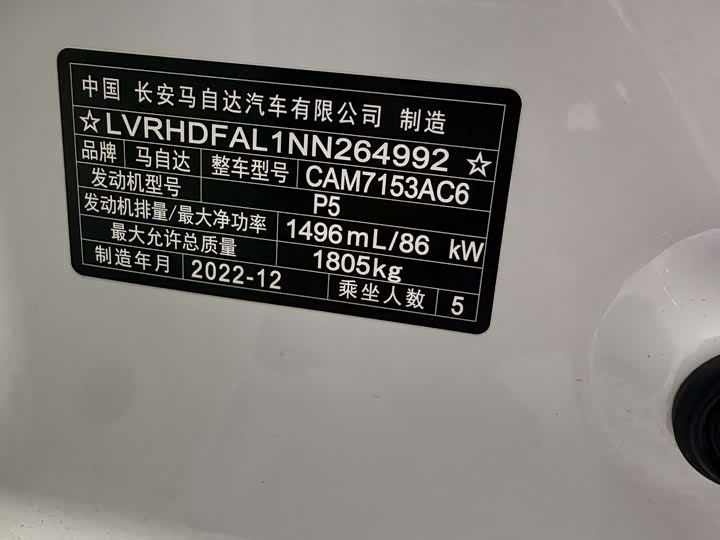 中国 长安马自达汽车有限公司 制造
☆LVRHDFAL1NN264992☆
品牌 马自达 整车型号 CAM7153AC6
发动机型号 P5
发动机排量/最大净功率 1496mL/86 kW
最大允许总质量 1805kg
制造年月 2022-12 乘坐人数 5